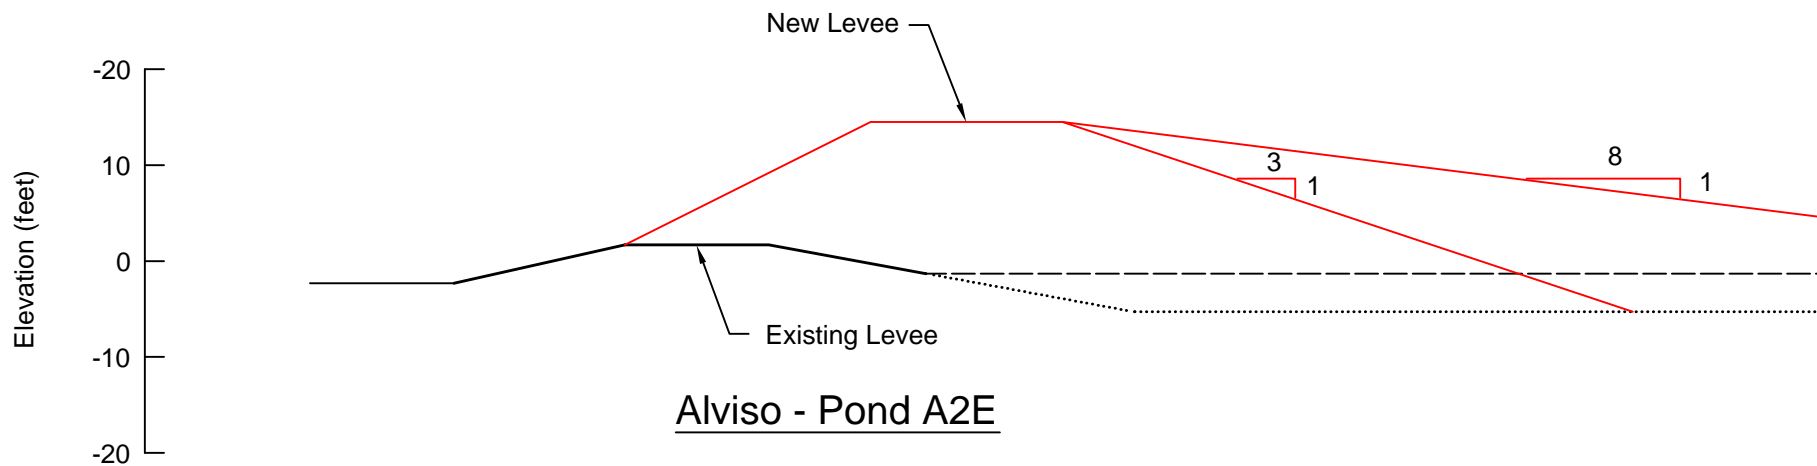 New Levee
-20
10
0
-10
-20
Elevation (feet)
3
1
8
1
Existing Levee
Alviso - Pond A2E